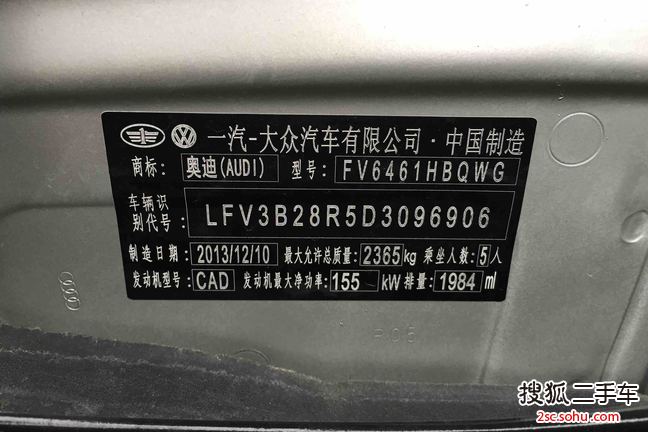 一汽-大众汽车有限公司·中国制造
商标: 奥迪(AUDI) 型号: FV6461HBQWG
车辆识别代号: LFV3B28R5D3096906
制造日期: 2013/12/10 最大允许总质量: 2365kg 乘坐人数: 5人
发动机型号: CAD 发动机最大净功率: 155 kW 排量: 1984 ml
搜狐二手车
2sc.sohu.com